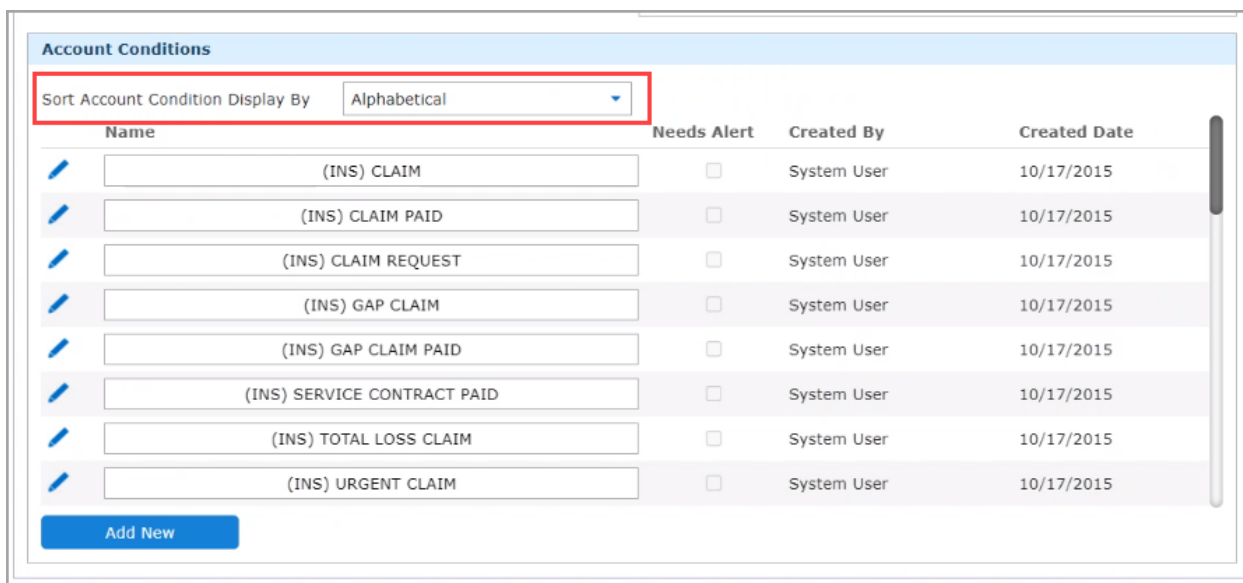 Account Conditions
Sort Account Condition Display By Alphabetical
Name Needs Alert Created By Created Date
(INS) CLAIM System User 10/17/2015
(INS) CLAIM PAID System User 10/17/2015
(INS) CLAIM REQUEST System User 10/17/2015
(INS) GAP CLAIM System User 10/17/2015
(INS) GAP CLAIM PAID System User 10/17/2015
(INS) SERVICE CONTRACT PAID System User 10/17/2015
(INS) TOTAL LOSS CLAIM System User 10/17/2015
(INS) URGENT CLAIM System User 10/17/2015
Add New